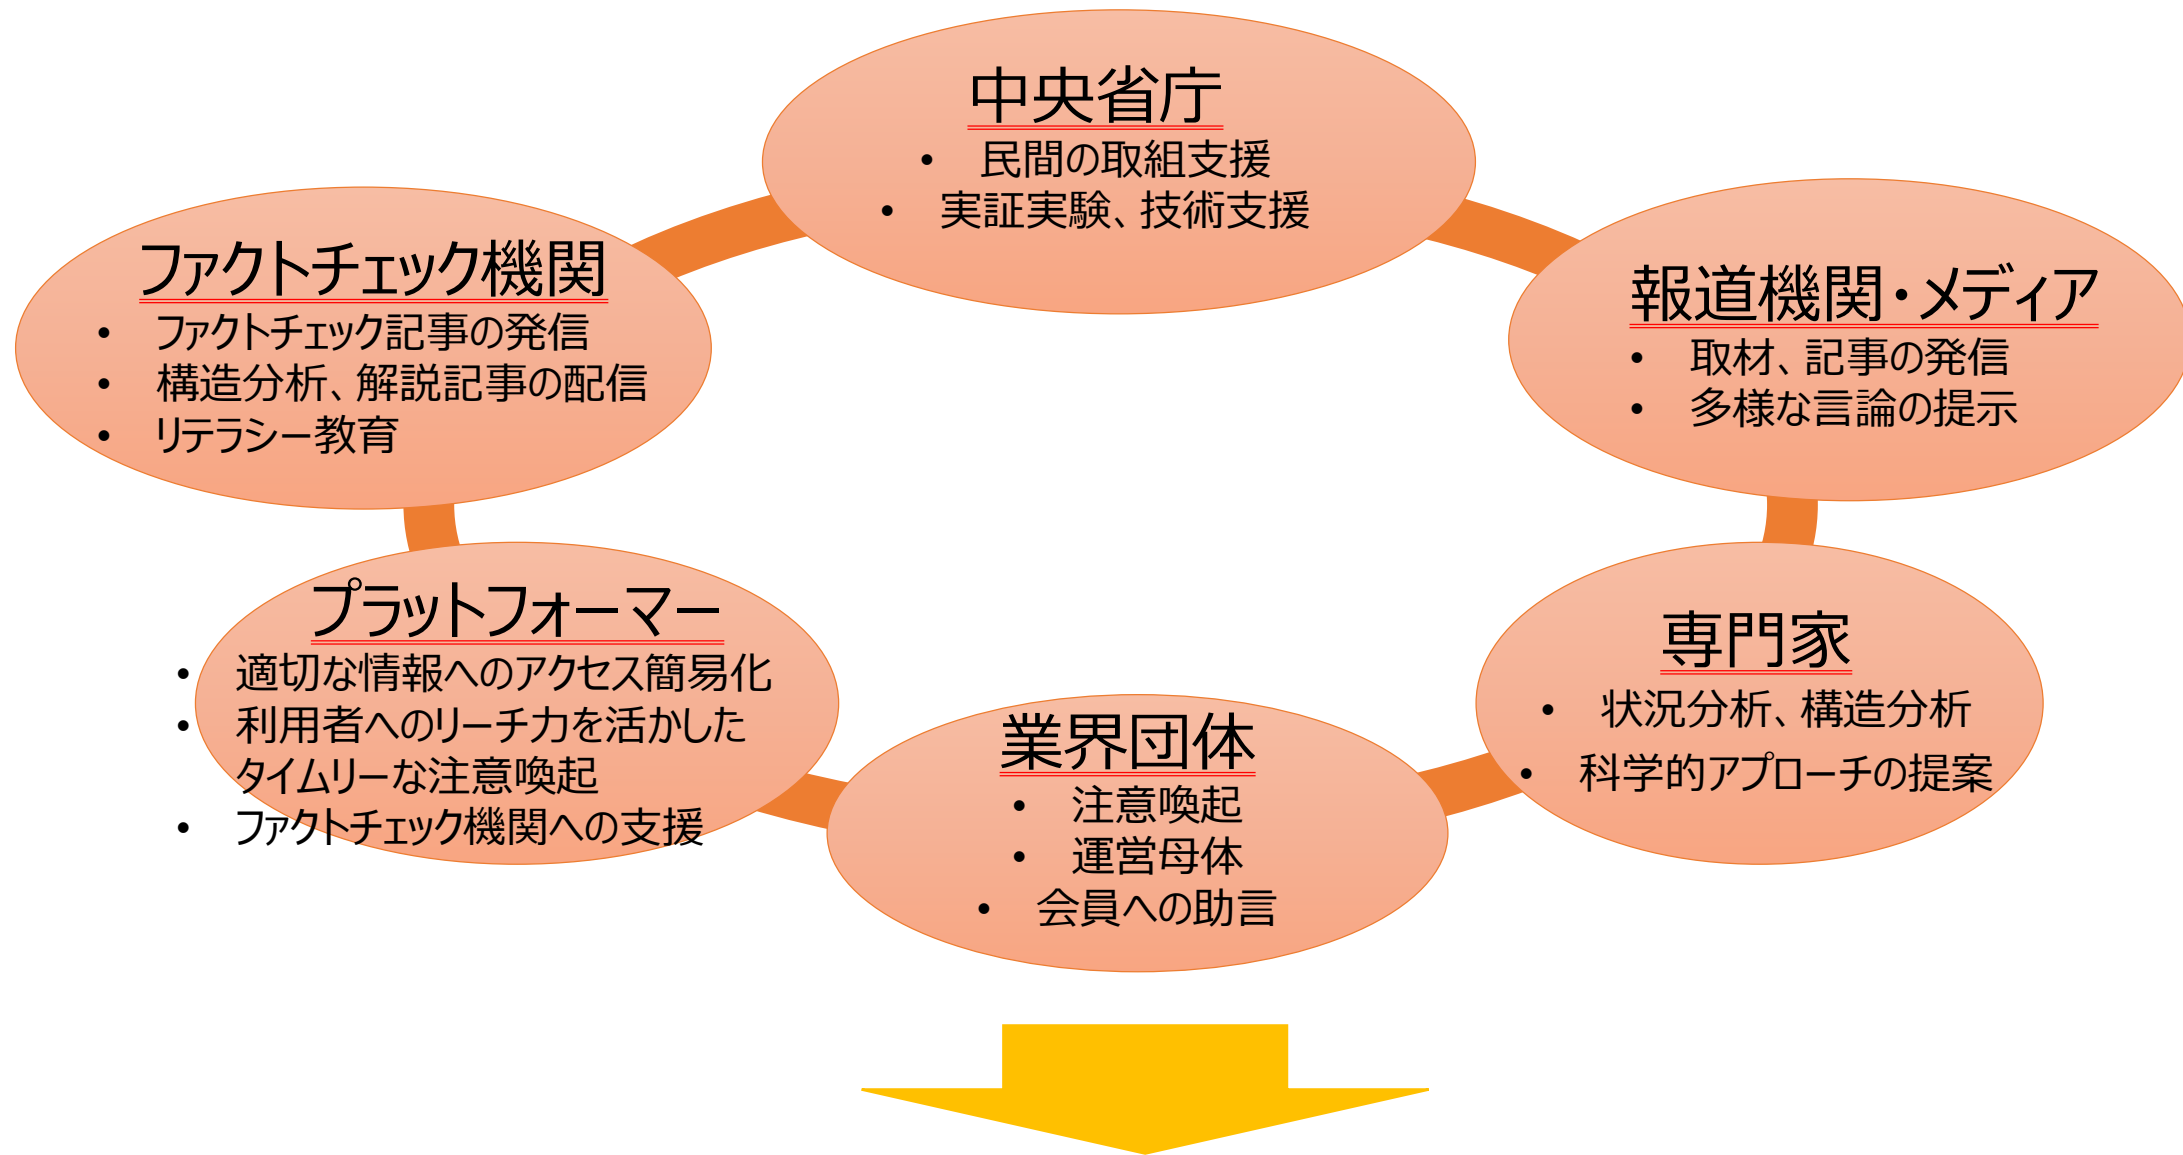 中央省庁
• 民間の取組支援
• 実証実験、技術支援
ファクトチェック機関
• ファクトチェック記事の発信
• 構造分析、解説記事の配信
• リテラシー教育
報道機関・メディア
• 取材、記事の発信
• 多様な言論の提示
プラットフォーマー
• 適切な情報へのアクセス簡易化
• 利用者へのリーチ力を活かした
タイムリーな注意喚起
• ファクトチェック機関への支援
専門家
• 状況分析、構造分析
• 科学的アプローチの提案
業界団体
• 注意喚起
• 運営母体
• 会員への助言